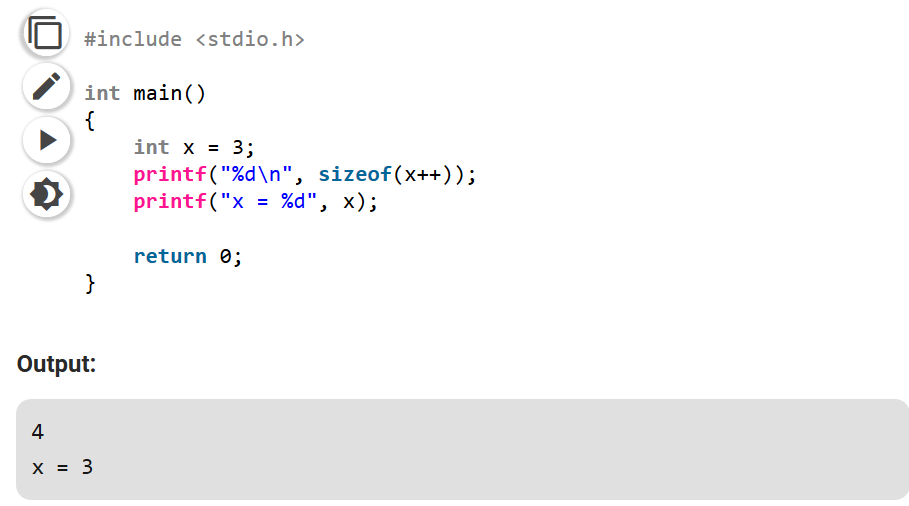 #include <stdio.h>
int main()
{
    int x = 3;
    printf("%d\n", sizeof(x++));
    printf("x = %d", x);
    return 0;
}
Output:
4
x = 3